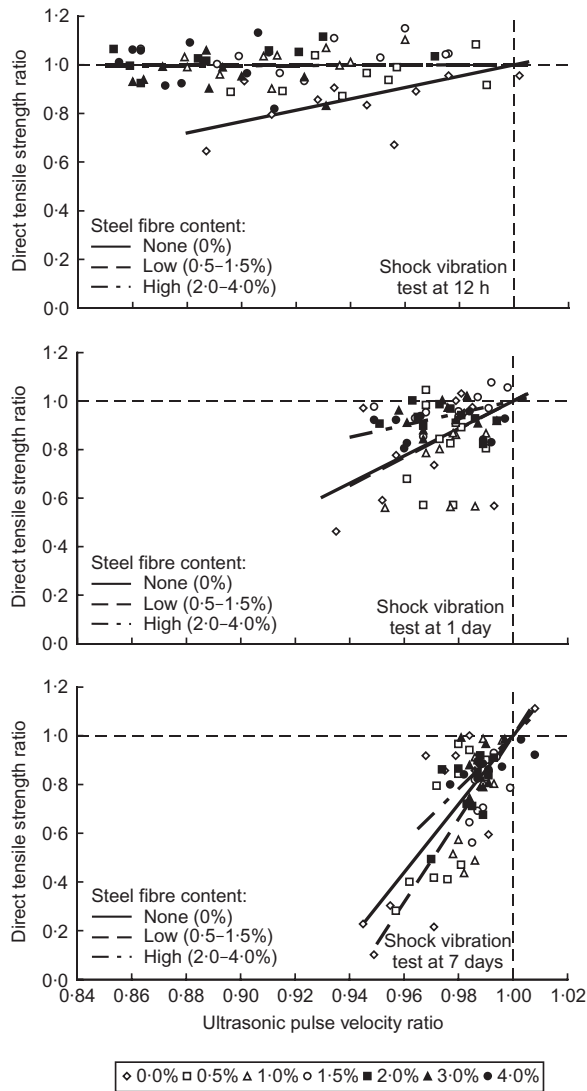 Direct tensile strength ratio
1·2
1·0
0·8
0·6
0·4
0·2
0·0
Steel fibre content:
None (0%)
Low (0·5–1·5%)
High (2·0–4·0%)
Shock vibration
test at 12 h
Direct tensile strength ratio
1·2
1·0
0·8
0·6
0·4
0·2
0·0
Steel fibre content:
None (0%)
Low (0·5–1·5%)
High (2·0–4·0%)
Shock vibration
test at 1 day
Direct tensile strength ratio
1·2
1·0
0·8
0·6
0·4
0·2
0·0
Steel fibre content:
None (0%)
Low (0·5–1·5%)
High (2·0–4·0%)
Shock vibration
test at 7 days
0·84 0·86 0·88 0·90 0·92 0·94 0·96 0·98 1·00 1·02
Ultrasonic pulse velocity ratio
0·0% 0·5% 1·0% 1·5% 2·0% 3·0% 4·0%